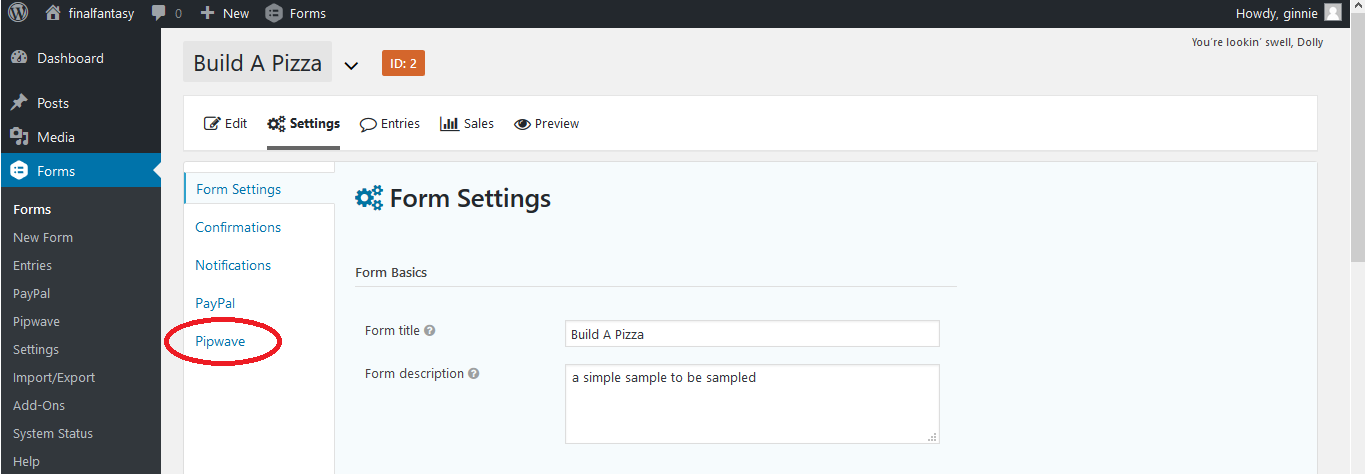 finalfantasy 0 New Forms Howdy, ginnie
You're lookin' swell, Dolly
Dashboard
Posts
Media
Forms
Forms
New Form
Entries
PayPal
Pipwave
Settings
Import/Export
Add-Ons
System Status
Help
Build A Pizza ID: 2
Edit Settings Entries Sales Preview
Form Settings
Confirmations
Notifications
PayPal
Pipwave
Form Settings
Form Basics
Form title ? Build A Pizza
Form description ? a simple sample to be sampled